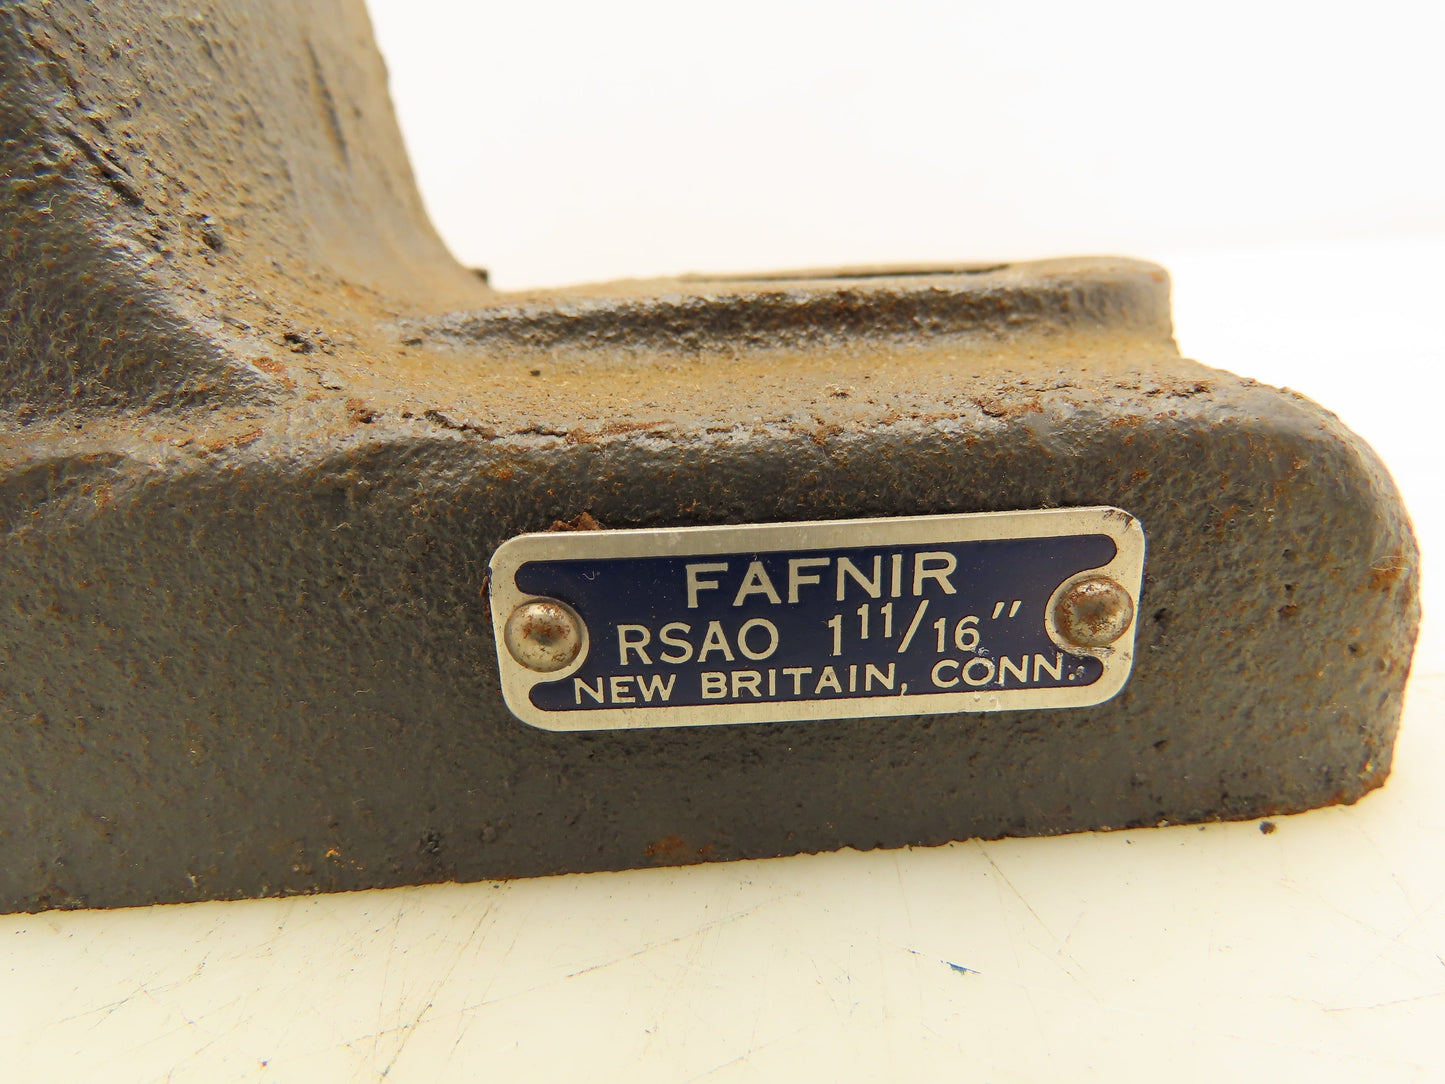 FAFNIR
RSAO 1 11/16"
NEW BRITAIN, CONN.